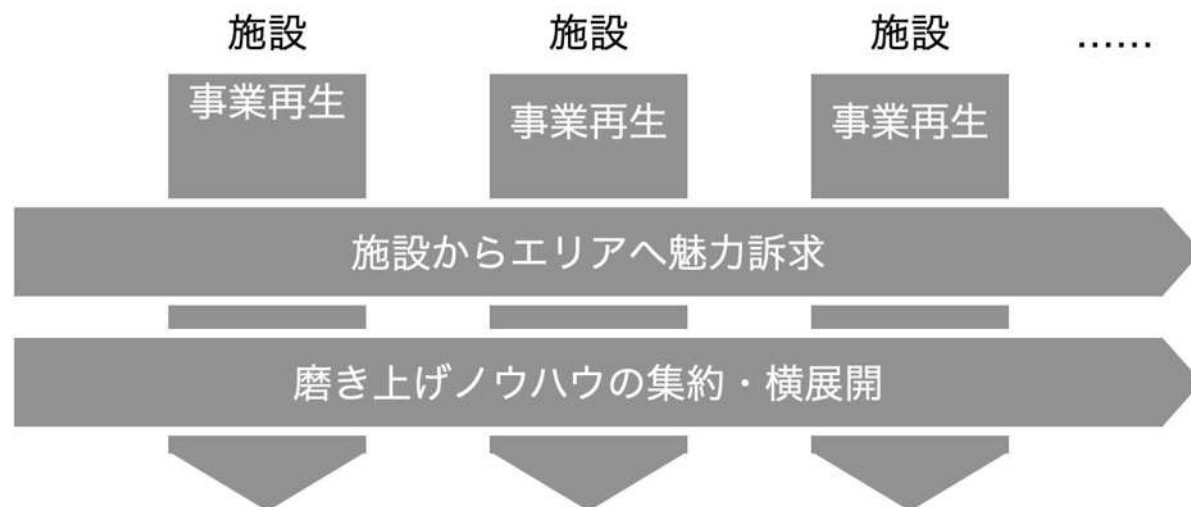 施設 施設 施設 ……
事業再生 事業再生 事業再生
施設からエリアへ魅力訴求
磨き上げノウハウの集約・横展開